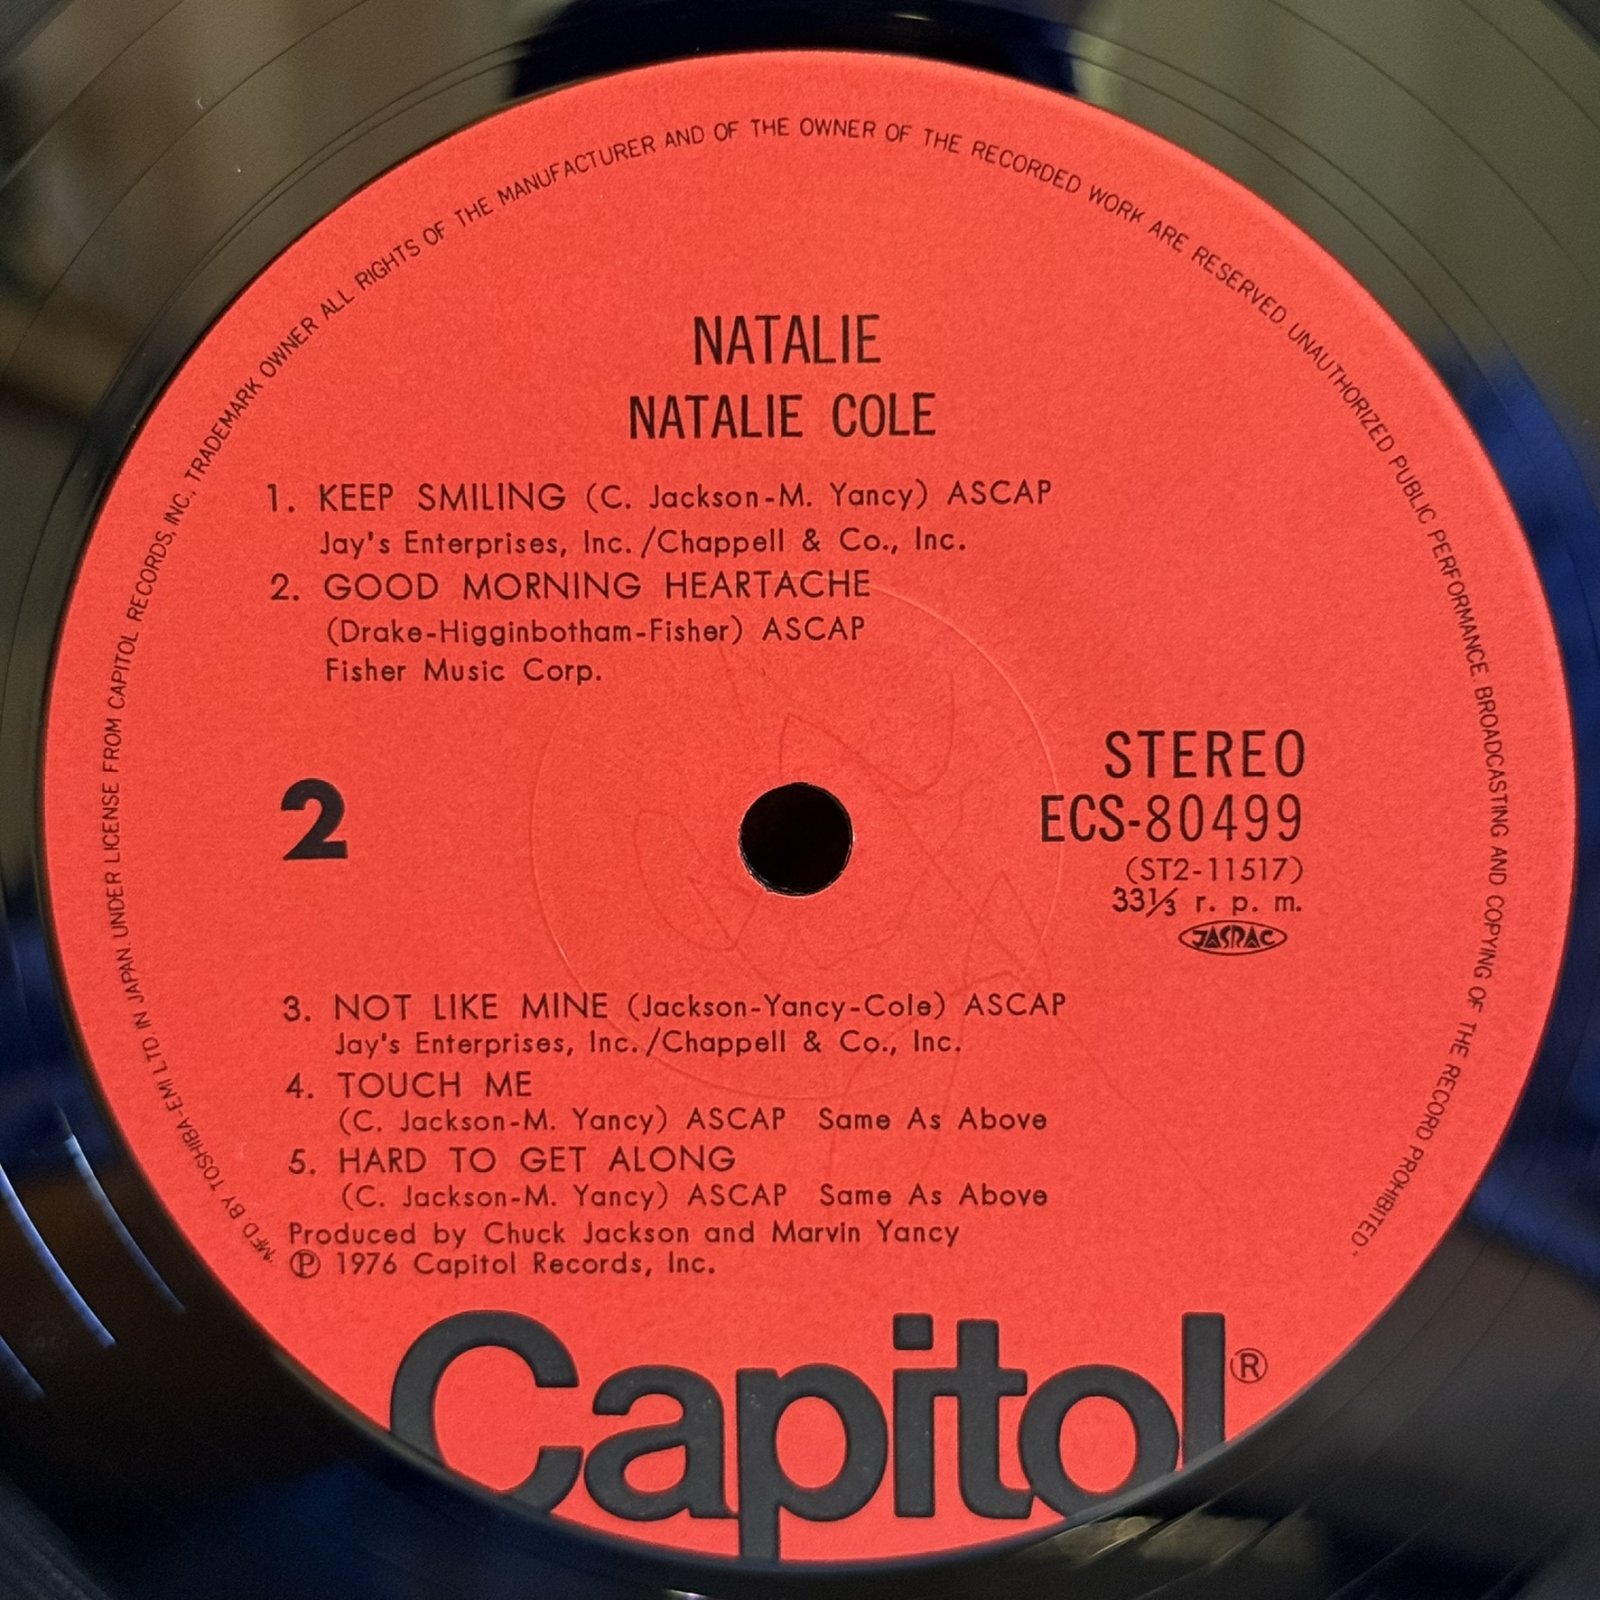 "MF'D BY TOSHIBA-EMI LTD. IN JAPAN UNDER LICENSE FROM CAPITOL RECORDS, INC., TRADEMARK OWNER ALL RIGHTS OF THE MANUFACTURER AND OF THE OWNER OF THE RECORDED WORK ARE RESERVED. UNAUTHORIZED PUBLIC PERFORMANCE. BROADCASTING AND COPYING OF THE RECORD PROHIBITED"
NATALIE
NATALIE COLE
1. KEEP SMILING (C. Jackson-M. Yancy) ASCAP
Jay's Enterprises, Inc./Chappell & Co., Inc.
2. GOOD MORNING HEARTACHE
(Drake-Higginbotham-Fisher) ASCAP
Fisher Music Corp.
2
STEREO
ECS-80499
(ST2-11517)
33⅓ r. p. m.
JASRAC
3. NOT LIKE MINE (Jackson-Yancy-Cole) ASCAP
Jay's Enterprises, Inc./Chappell & Co., Inc.
4. TOUCH ME
(C. Jackson-M. Yancy) ASCAP Same As Above
5. HARD TO GET ALONG
(C. Jackson-M. Yancy) ASCAP Same As Above
Produced by Chuck Jackson and Marvin Yancy
℗ 1976 Capitol Records, Inc.
Capitol®